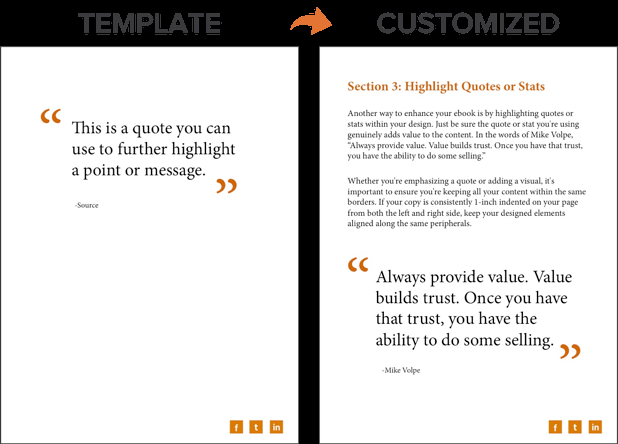 TEMPLATE
CUSTOMIZED
“
This is a quote you can
use to further highlight
a point or message.
”
-Source
f t in
Section 3: Highlight Quotes or Stats
Another way to enhance your ebook is by highlighting quotes or
stats within your design. Just be sure the quote or stat you're using
genuinely adds value to the content. In the words of Mike Volpe,
“Always provide value. Value builds trust. Once you have that trust,
you have the ability to do some selling.”
Whether you're emphasizing a quote or adding a visual, it's
important to ensure you're keeping all your content within the same
borders. If your copy is consistently 1-inch indented on your page
from both the left and right side, keep your designed elements
aligned along the same peripherals.
“
Always provide value. Value
builds trust. Once you have
that trust, you have the
ability to do some selling.
”
-Mike Volpe
f t in